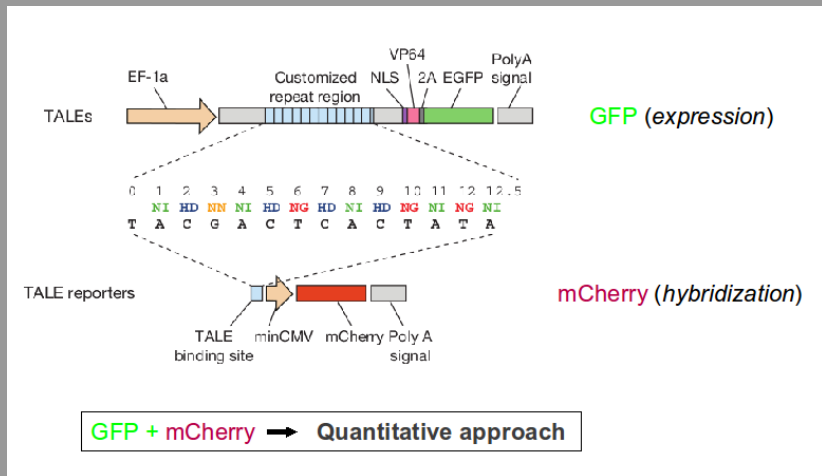 VP64
PolyA
EF-1a
Customized
NLS
2A
EGFP
signal
repeat region
TALEs
GFP (expression)
0 1 2 3 4 5 6 7 8 9 10 11 12 12.5
NI HD NN NI HD NG HD NI HD NG NI NG NI
T A C G A C T C A C T A T A
TALE reporters
mCherry (hybridization)
TALE
minCMV
mCherry
Poly A
binding site
signal
GFP + mCherry → Quantitative approach